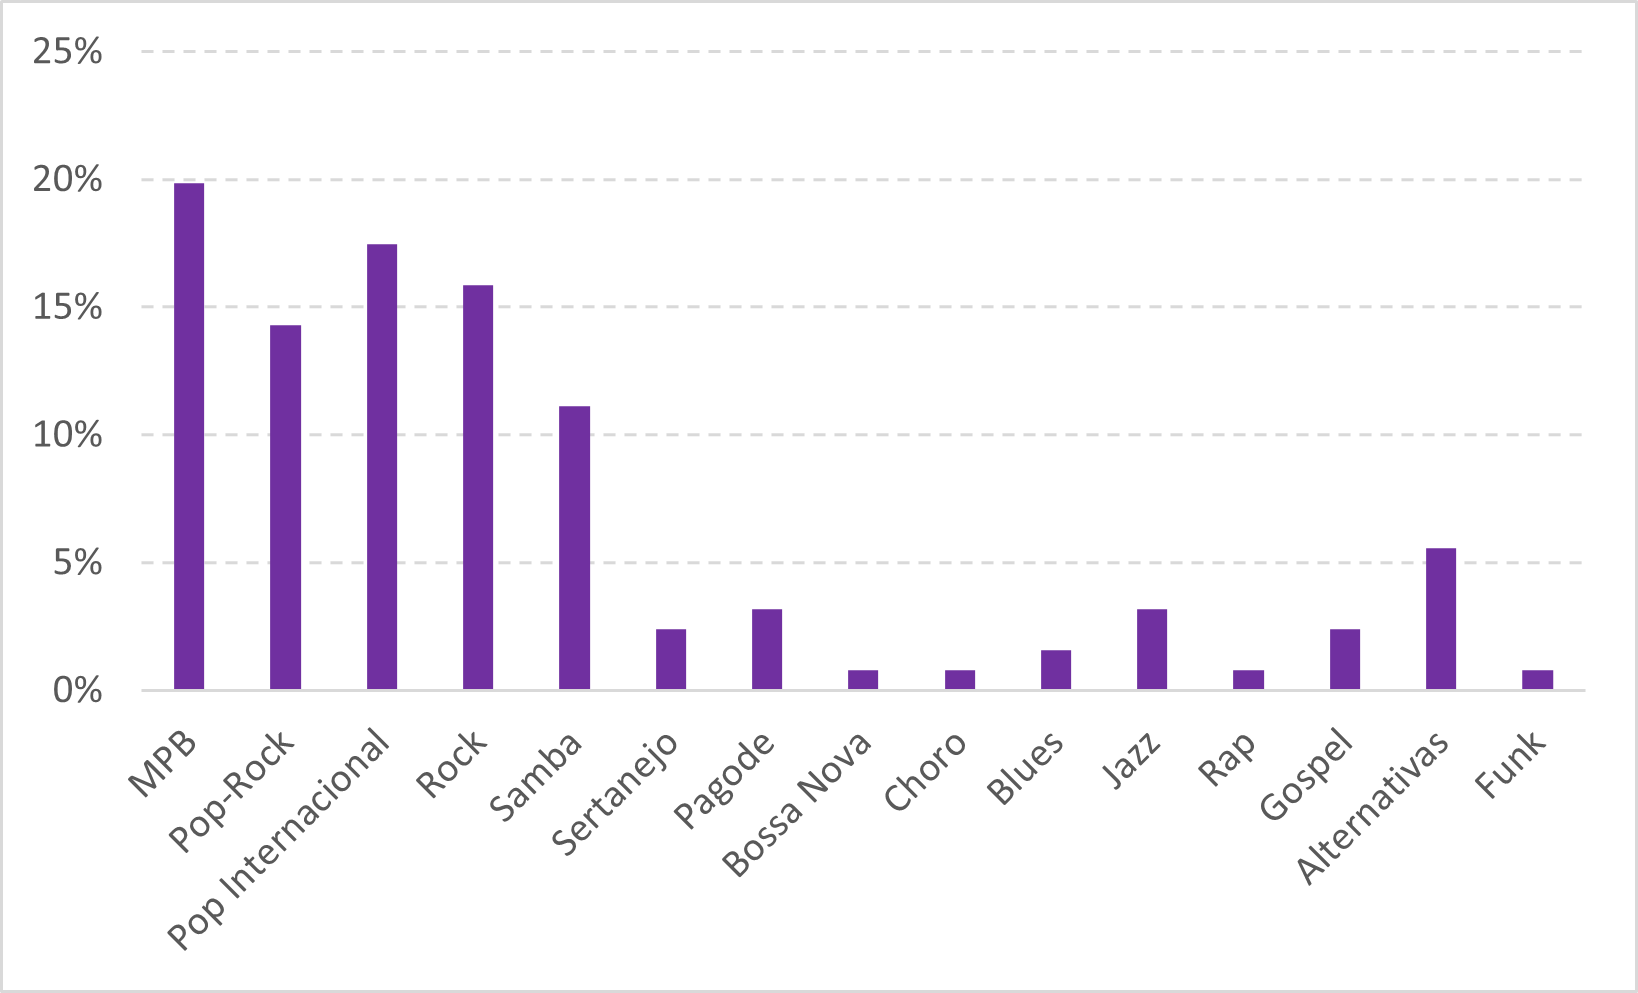 25%
20%
15%
10%
5%
0%
MPB
Pop-Rock
Pop Internacional
Rock
Samba
Sertanejo
Pagode
Bossa Nova
Choro
Blues
Jazz
Rap
Gospel
Alternativas
Funk